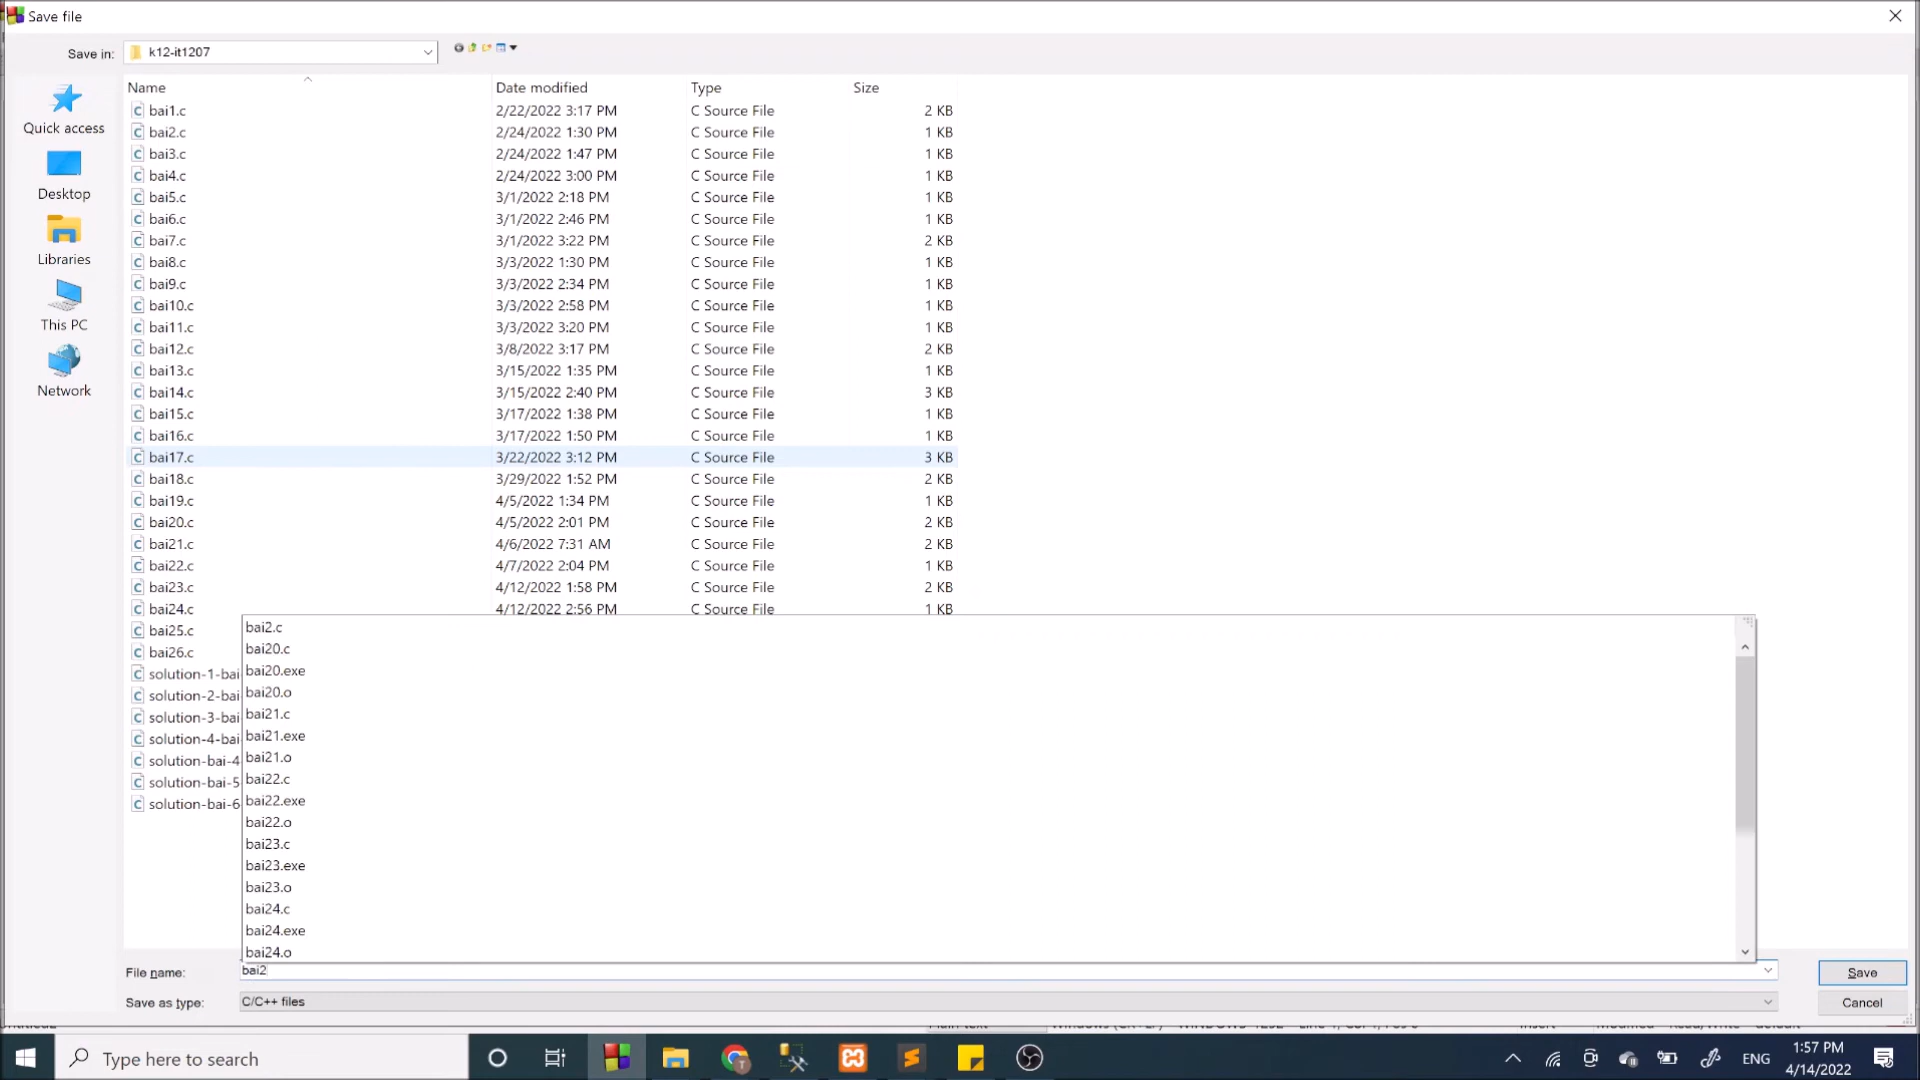 Save file
Save in: k12-it1207
Name Date modified Type Size
bai1.c 2/22/2022 3:17 PM C Source File 2 KB
bai2.c 2/24/2022 1:30 PM C Source File 1 KB
bai3.c 2/24/2022 1:47 PM C Source File 1 KB
bai4.c 2/24/2022 3:00 PM C Source File 1 KB
bai5.c 3/1/2022 2:18 PM C Source File 1 KB
bai6.c 3/1/2022 2:46 PM C Source File 1 KB
bai7.c 3/1/2022 3:22 PM C Source File 2 KB
bai8.c 3/3/2022 1:30 PM C Source File 1 KB
bai9.c 3/3/2022 2:34 PM C Source File 1 KB
bai10.c 3/3/2022 2:58 PM C Source File 1 KB
bai11.c 3/3/2022 3:20 PM C Source File 1 KB
bai12.c 3/8/2022 3:17 PM C Source File 2 KB
bai13.c 3/15/2022 1:35 PM C Source File 1 KB
bai14.c 3/15/2022 2:40 PM C Source File 3 KB
bai15.c 3/17/2022 1:38 PM C Source File 1 KB
bai16.c 3/17/2022 1:50 PM C Source File 1 KB
bai17.c 3/22/2022 3:12 PM C Source File 3 KB
bai18.c 3/29/2022 1:52 PM C Source File 2 KB
bai19.c 4/5/2022 1:34 PM C Source File 1 KB
bai20.c 4/5/2022 2:01 PM C Source File 2 KB
bai21.c 4/6/2022 7:31 AM C Source File 2 KB
bai22.c 4/7/2022 2:04 PM C Source File 1 KB
bai23.c 4/12/2022 1:58 PM C Source File 2 KB
bai24.c 4/12/2022 2:56 PM C Source File 1 KB
bai25.c
bai26.c
solution-1-bai
solution-2-bai
solution-3-bai
solution-4-bai
solution-bai-4
solution-bai-5
solution-bai-6
Quick access
Desktop
Libraries
This PC
Network
bai2.c
bai20.c
bai20.exe
bai20.o
bai21.c
bai21.exe
bai21.o
bai22.c
bai22.exe
bai22.o
bai23.c
bai23.exe
bai23.o
bai24.c
bai24.exe
bai24.o
File name: bai2 Save
Save as type: C/C++ files Cancel
Type here to search
ENG
1:57 PM
4/14/2022